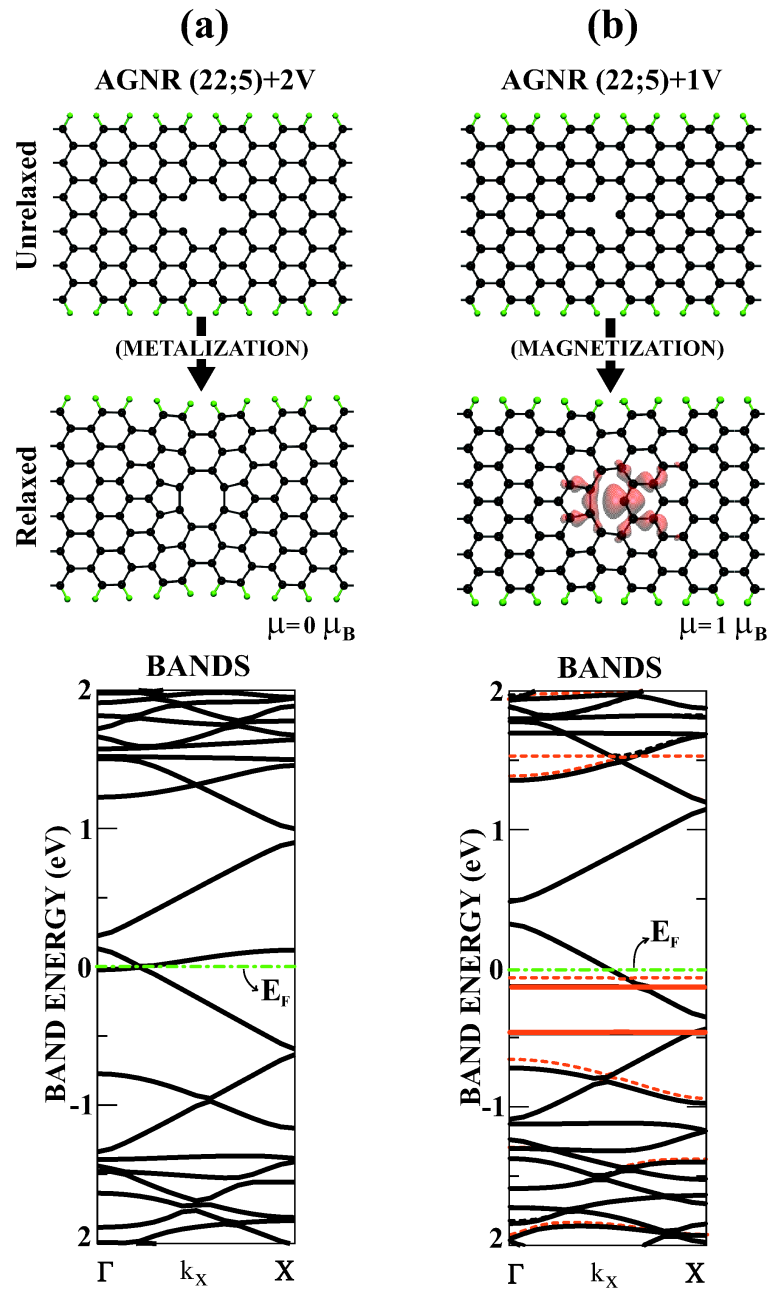 (a)
AGNR (22;5)+2V
Unrelaxed
(METALIZATION)
Relaxed
μ=0 μB
BANDS
BAND ENERGY (eV)
2
1
0
-1
2
EF
Γ kX X
(b)
AGNR (22;5)+1V
(MAGNETIZATION)
μ=1 μB
BANDS
BAND ENERGY (eV)
2
1
0
-1
2
EF
Γ kX X